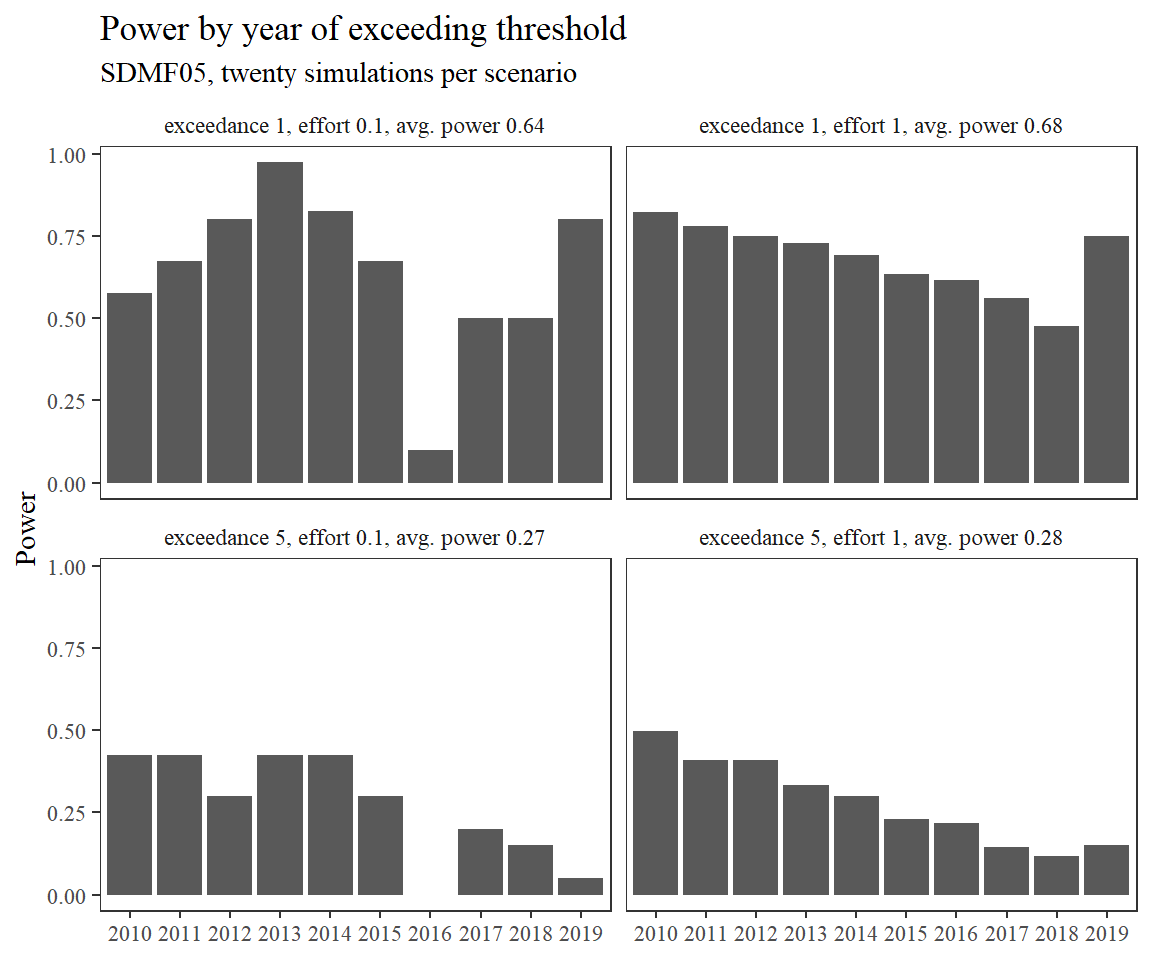 Power by year of exceeding threshold
SDMF05, twenty simulations per scenario
exceedance 1, effort 0.1, avg. power 0.64
exceedance 1, effort 1, avg. power 0.68
1.00
0.75
0.50
0.25
0.00
Power
exceedance 5, effort 0.1, avg. power 0.27
exceedance 5, effort 1, avg. power 0.28
1.00
0.75
0.50
0.25
0.00
2010 2011 2012 2013 2014 2015 2016 2017 2018 2019
2010 2011 2012 2013 2014 2015 2016 2017 2018 2019